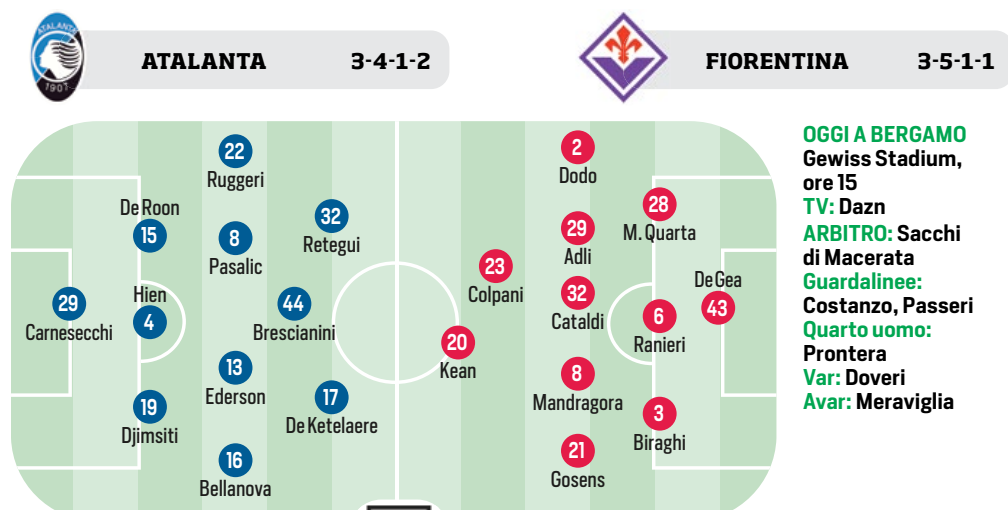 ATALANTA
1907
ATALANTA 3-4-1-2
FIORENTINA 3-5-1-1
22
Ruggeri
De Roon
15
8
Pasalic
32
Retegui
29
Carnesecchi
Hien
4
44
Brescianini
13
Ederson
17
De Ketelaere
19
Djimsiti
16
Bellanova
2
Dodo
28
M. Quarta
29
Adli
23
Colpani
32
Cataldi
De Gea
43
6
Ranieri
20
Kean
8
Mandragora
3
Biraghi
21
Gosens
OGGI A BERGAMO
Gewiss Stadium,
ore 15
TV: Dazn
ARBITRO: Sacchi
di Macerata
Guardalinee:
Costanzo, Passeri
Quarto uomo:
Prontera
Var: Doveri
Avar: Meraviglia